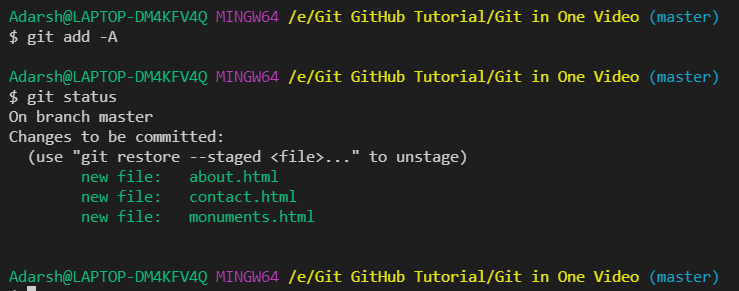 Adarsh@LAPTOP-DM4KFV4Q MINGW64 /e/Git GitHub Tutorial/Git in One Video (master)
$ git add -A
Adarsh@LAPTOP-DM4KFV4Q MINGW64 /e/Git GitHub Tutorial/Git in One Video (master)
$ git status
On branch master
Changes to be committed:
  (use "git restore --staged <file>..." to unstage)
        new file:   about.html
        new file:   contact.html
        new file:   monuments.html
Adarsh@LAPTOP-DM4KFV4Q MINGW64 /e/Git GitHub Tutorial/Git in One Video (master)